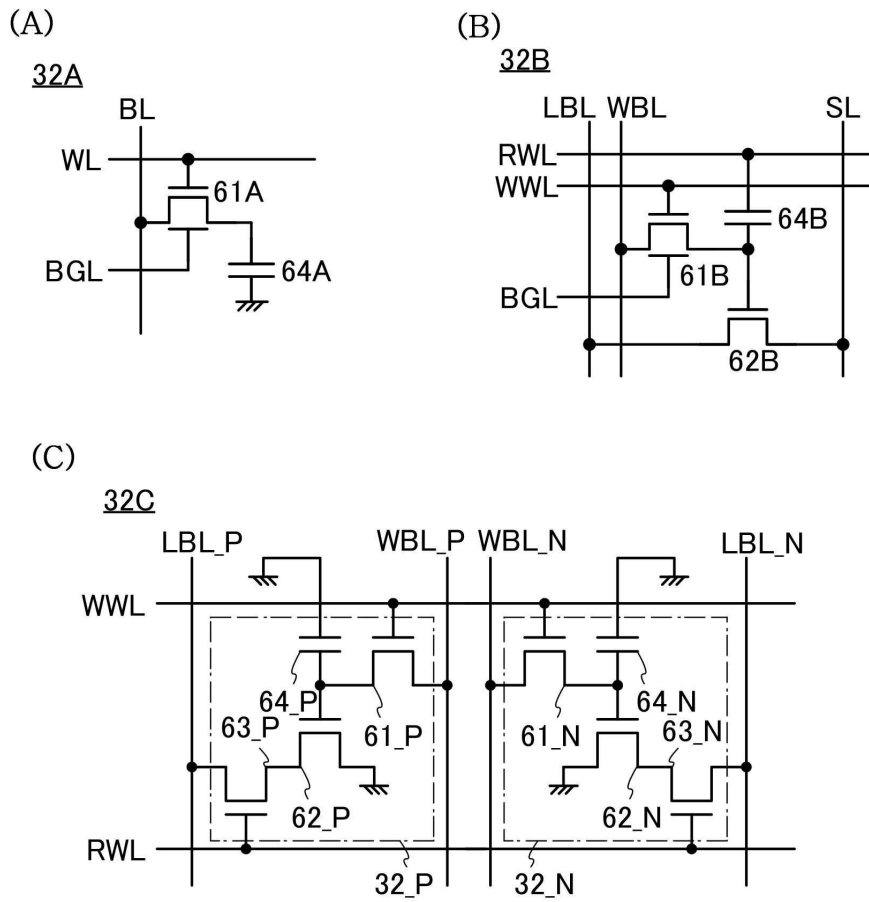 (A)
32A
BL
WL
61A
BGL
64A
(B)
32B
LBL WBL SL
RWL
WWL
64B
61B
BGL
62B
(C)
32C
LBL_P WBL_P WBL_N LBL_N
WWL
64_P 64_N
63_P 61_P 61_N 63_N
62_P 62_N
RWL
32_P 32_N